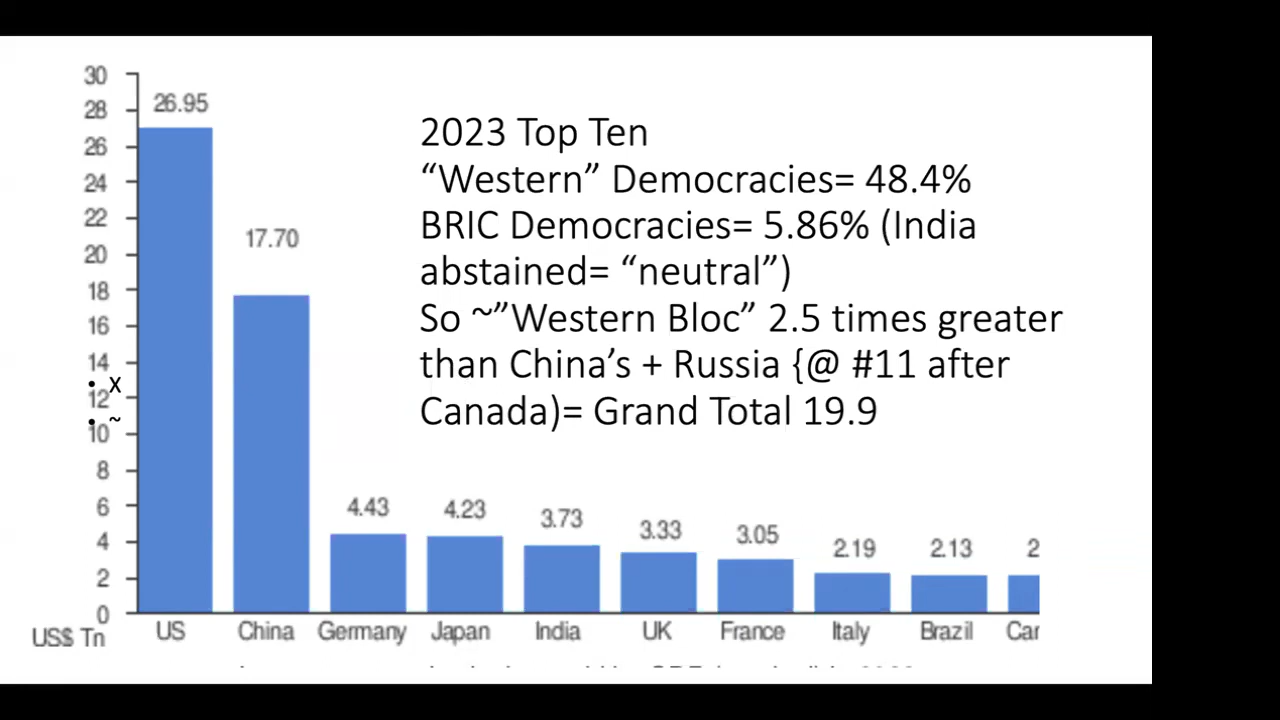 30
28
26
24
22
20
18
16
14
12
10
8
6
4
2
0
US$ Tn
26.95
17.70
4.43
4.23
3.73
3.33
3.05
2.19
2.13
2
US
China
Germany
Japan
India
UK
France
Italy
Brazil
Car
2023 Top Ten
“Western” Democracies= 48.4%
BRIC Democracies= 5.86% (India
abstained= “neutral”)
So ~”Western Bloc” 2.5 times greater
than China’s + Russia {@ #11 after
Canada)= Grand Total 19.9
• X
• ~